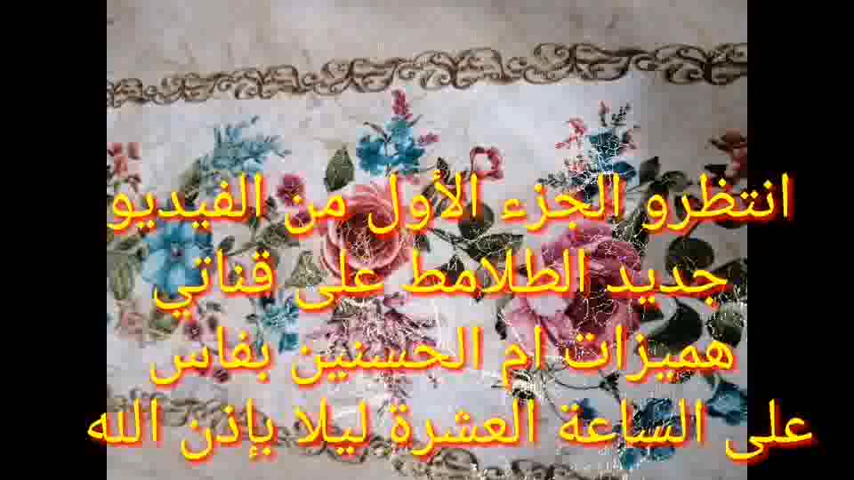 انتظرو الجزء الأول من الفيديو
جديد الطلامط على قناتي
هميزات ام الحسنين بفاس
على الساعة العشرة ليلا بإذن الله